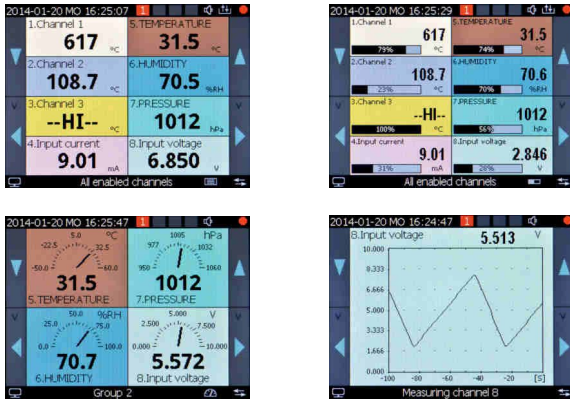 2014-01-20 MO 16:25:07 1
1.Channel 1 5.TEMPERATURE
617 °C 31.5 °C
2.Channel 2 6.HUMIDITY
108.7 °C 70.5 %RH
3.Channel 3 7.PRESSURE
--HI-- °C 1012 hPa
4.Input current 8.Input voltage
9.01 mA 6.850 V
All enabled channels
2014-01-20 MO 16:25:29 1
1.Channel 1 5.TEMPERATURE
617 31.5
79% °C 74% °C
2.Channel 2 6.HUMIDITY
108.7 70.6
23% °C 70% %RH
3.Channel 3 7.PRESSURE
--HI-- 1012
100% °C 56% hPa
4.Input current 8.Input voltage
9.01 2.846
31% mA 28% V
All enabled channels
2014-01-20 MO 16:25:47 1
5.0 °C 1005 hPa
-22.5 32.5 977 1032
-50.0 60.0 950 1060
31.5 1012
5.TEMPERATURE 7.PRESSURE
50.0 %RH 5.000 V
25.0 75.0 2.500 7.500
0.0 100.0 0.000 10.000
70.7 5.572
6.HUMIDITY 8.Input voltage
Group 2
2014-01-20 MO 16:24:47 1
8.Input voltage 5.513 V
10.000
8.333
6.666
5.000
3.333
1.666
0.000
-100 -80 -60 -40 -20 [S]
Measuring channel 8